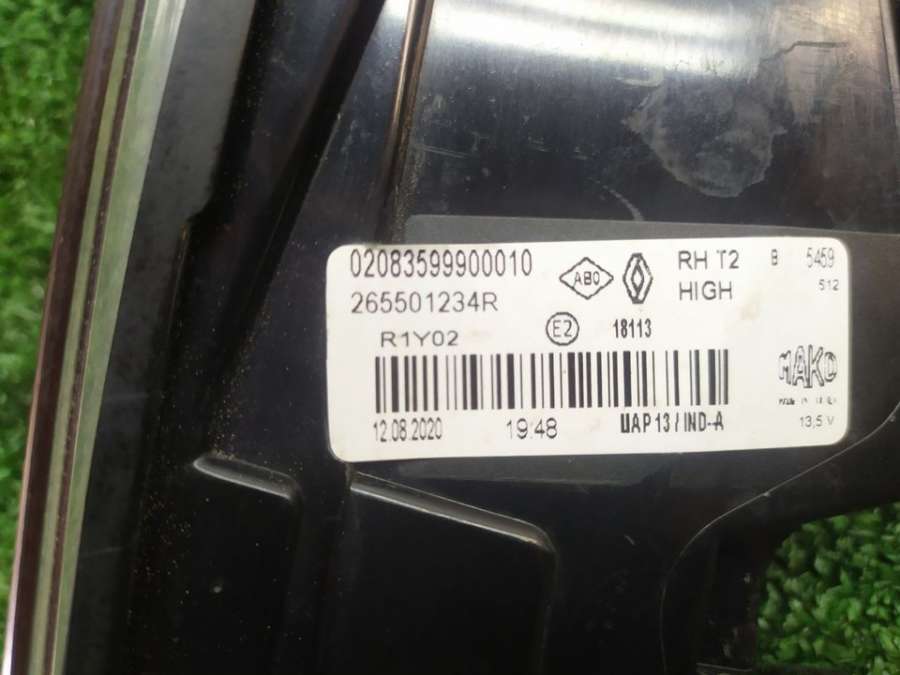 02083599900010
265501234R
R1Y02
ABO
E2
18113
RH T2
HIGH
B 5459
512
MAKO
13,5 V
12.08.2020 19:48 UAP 13 / IND-A